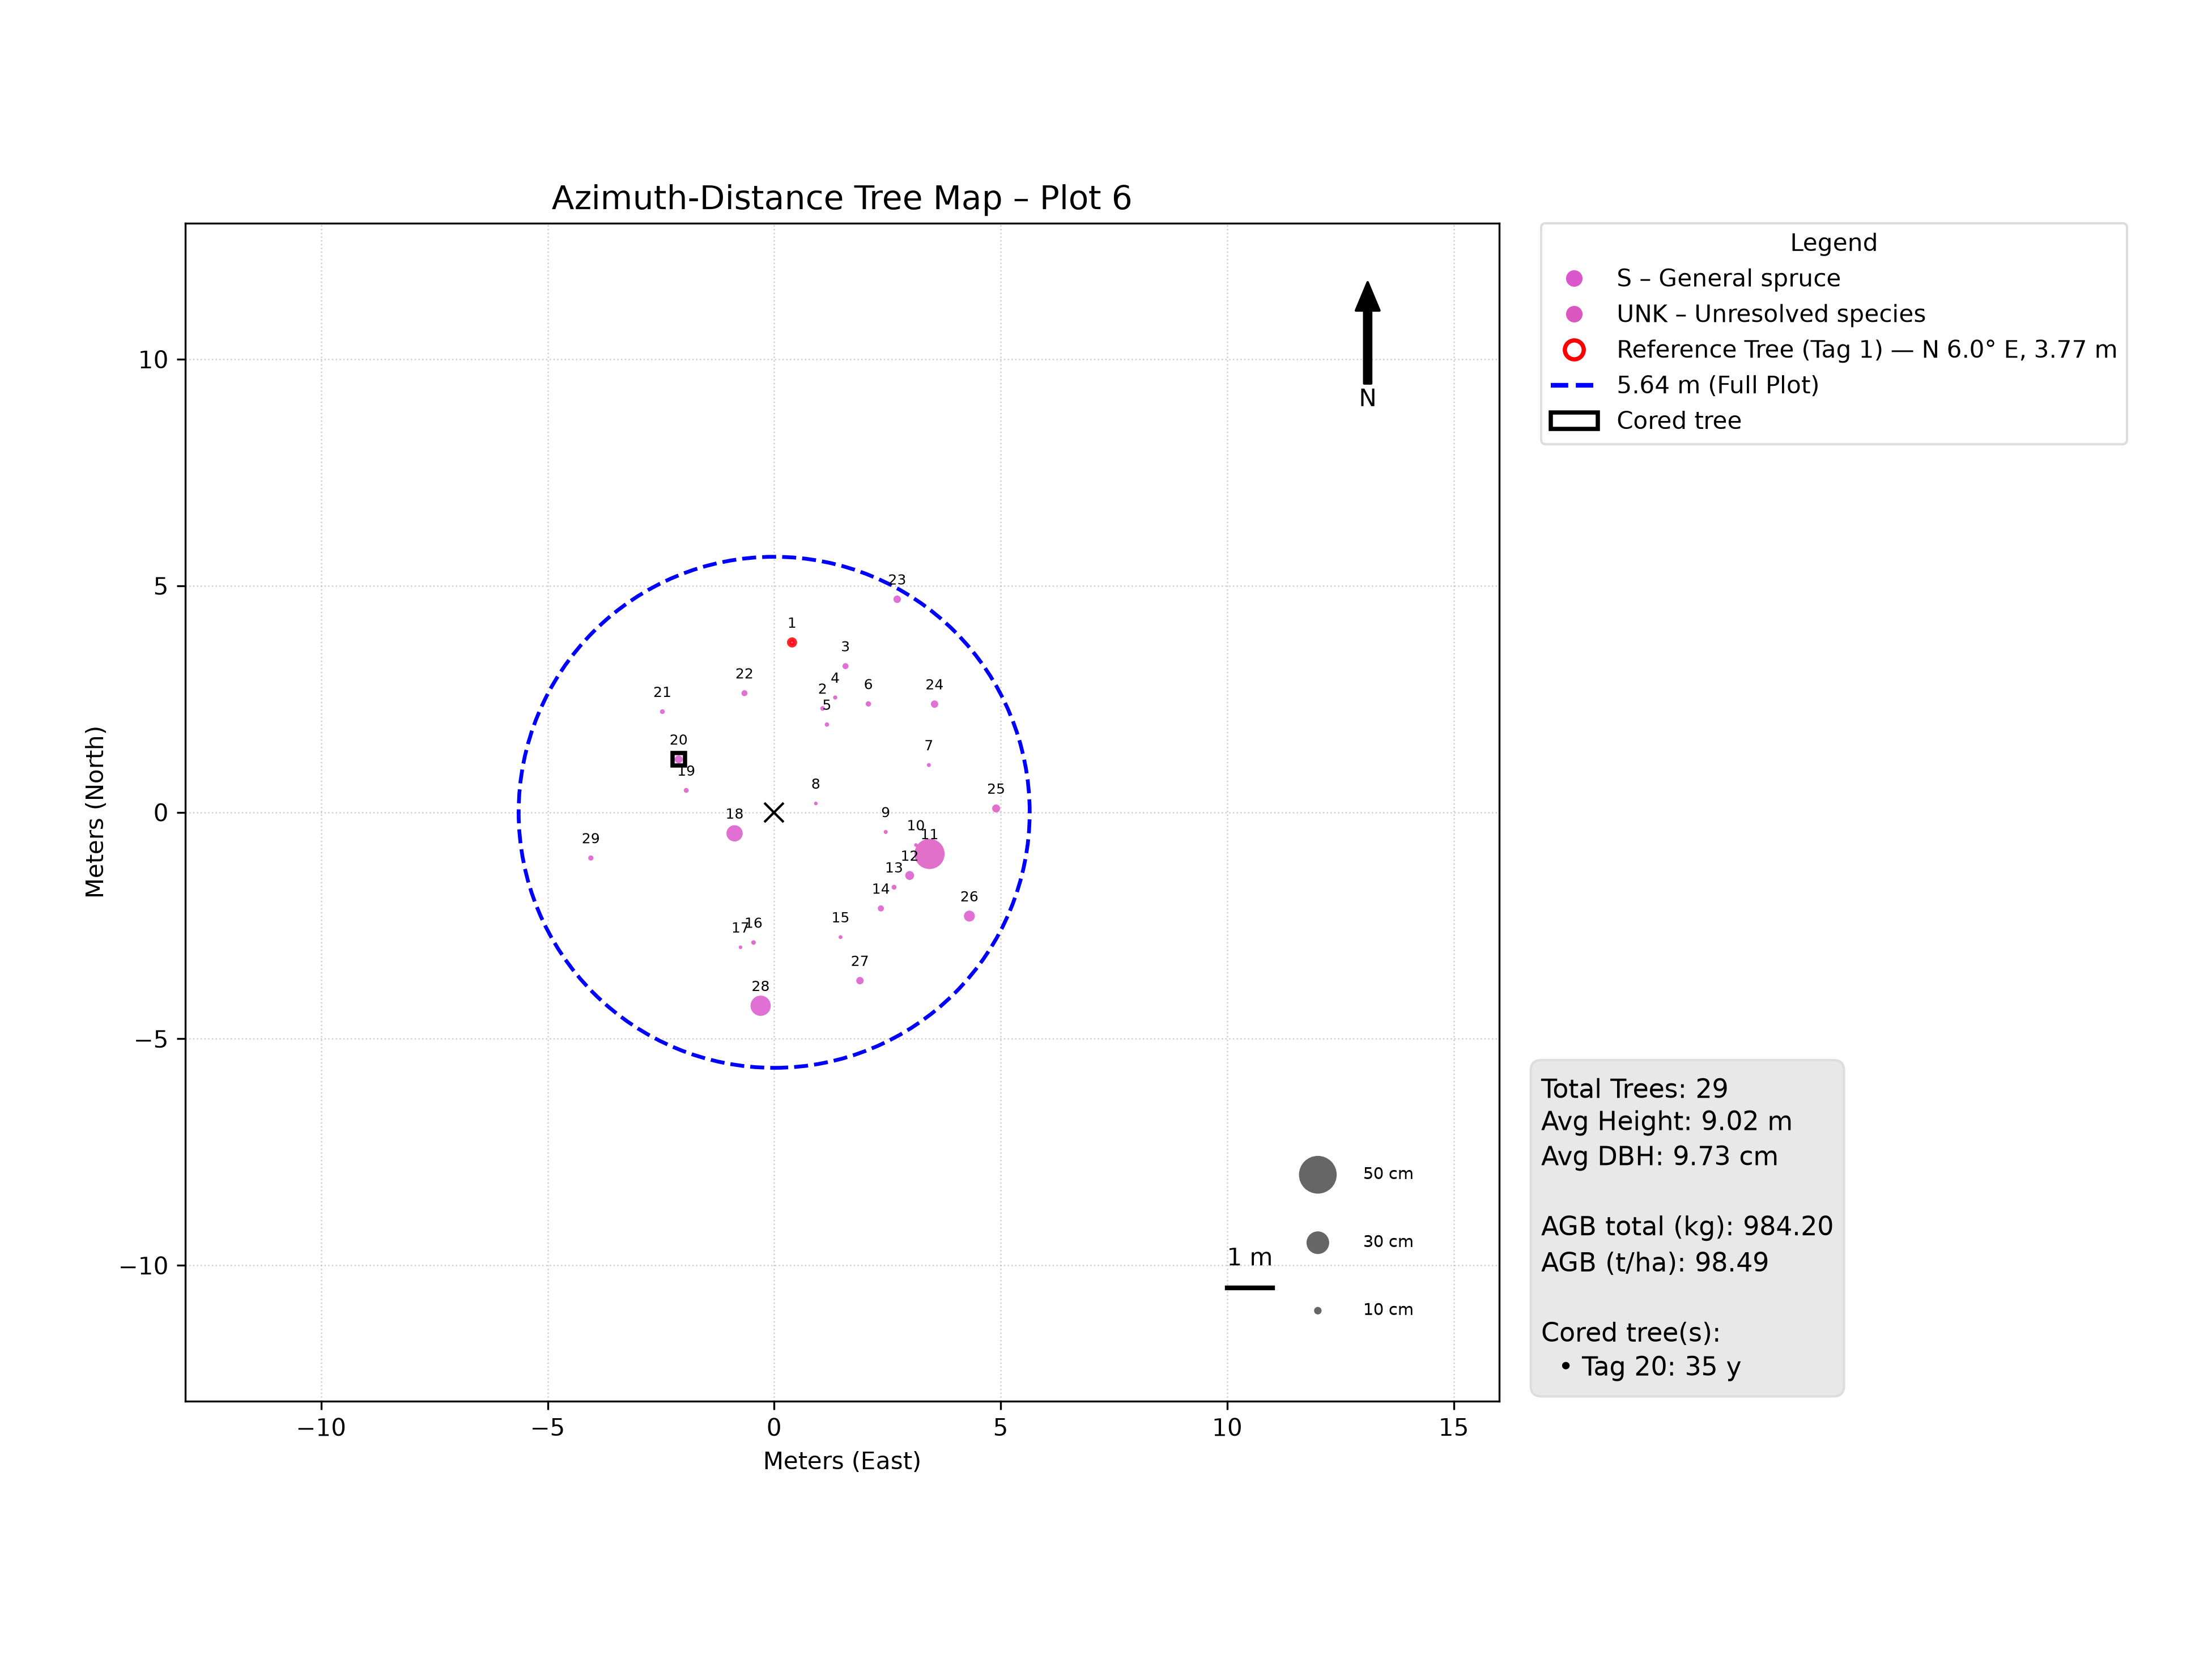 Azimuth-Distance Tree Map – Plot 6
Legend
S – General spruce
UNK – Unresolved species
Reference Tree (Tag 1) — N 6.0° E, 3.77 m
5.64 m (Full Plot)
Cored tree
N
10
5
0
−5
−10
Meters (North)
23
1
3
22
4
21
2
6
24
5
20
7
19
8
25
9
18
10
11
29
12
13
14
26
15
16
17
27
28
50 cm
30 cm
1 m
10 cm
−10
−5
0
5
10
15
Meters (East)
Total Trees: 29
Avg Height: 9.02 m
Avg DBH: 9.73 cm
AGB total (kg): 984.20
AGB (t/ha): 98.49
Cored tree(s):
• Tag 20: 35 y